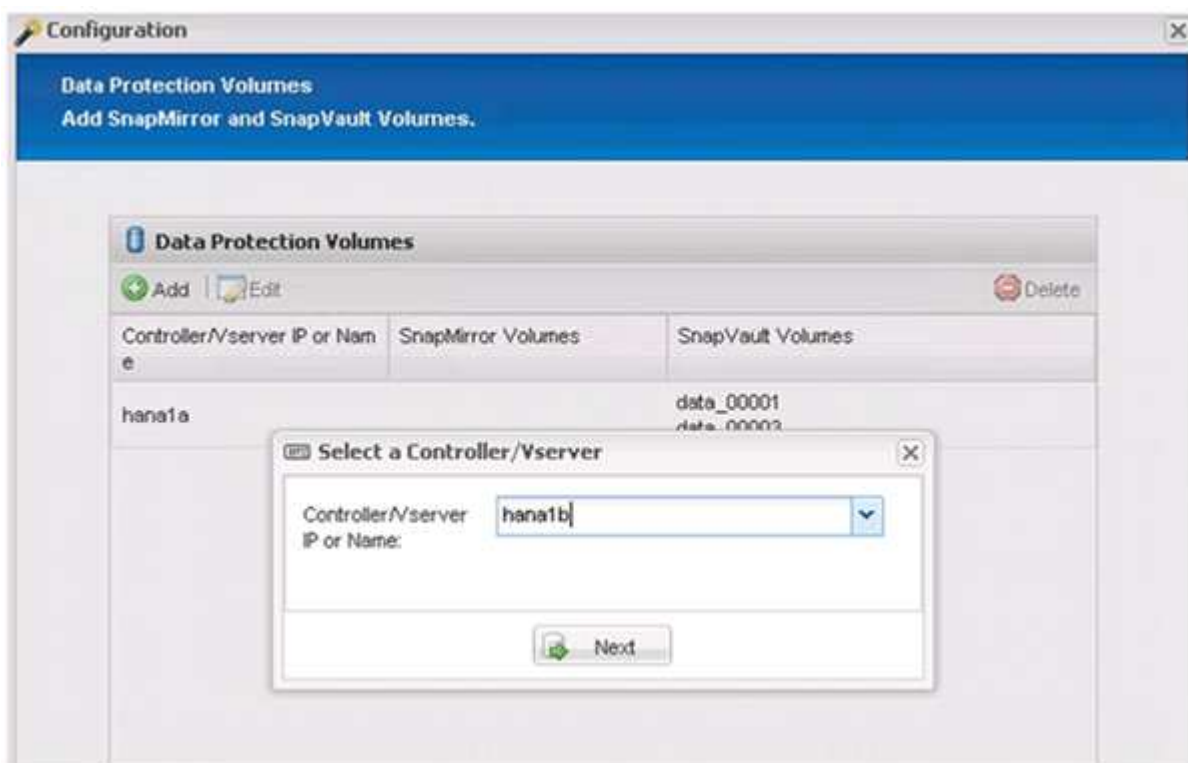 Configuration
Data Protection Volumes
Add SnapMirror and SnapVault Volumes.
Data Protection Volumes
Add
Edit
Delete
Controller/Vserver IP or Nam
e
SnapMirror Volumes
SnapVault Volumes
hana1a
data_00001
data_00003
Select a Controller/Vserver
Controller/Vserver
IP or Name:
hana1b
Next